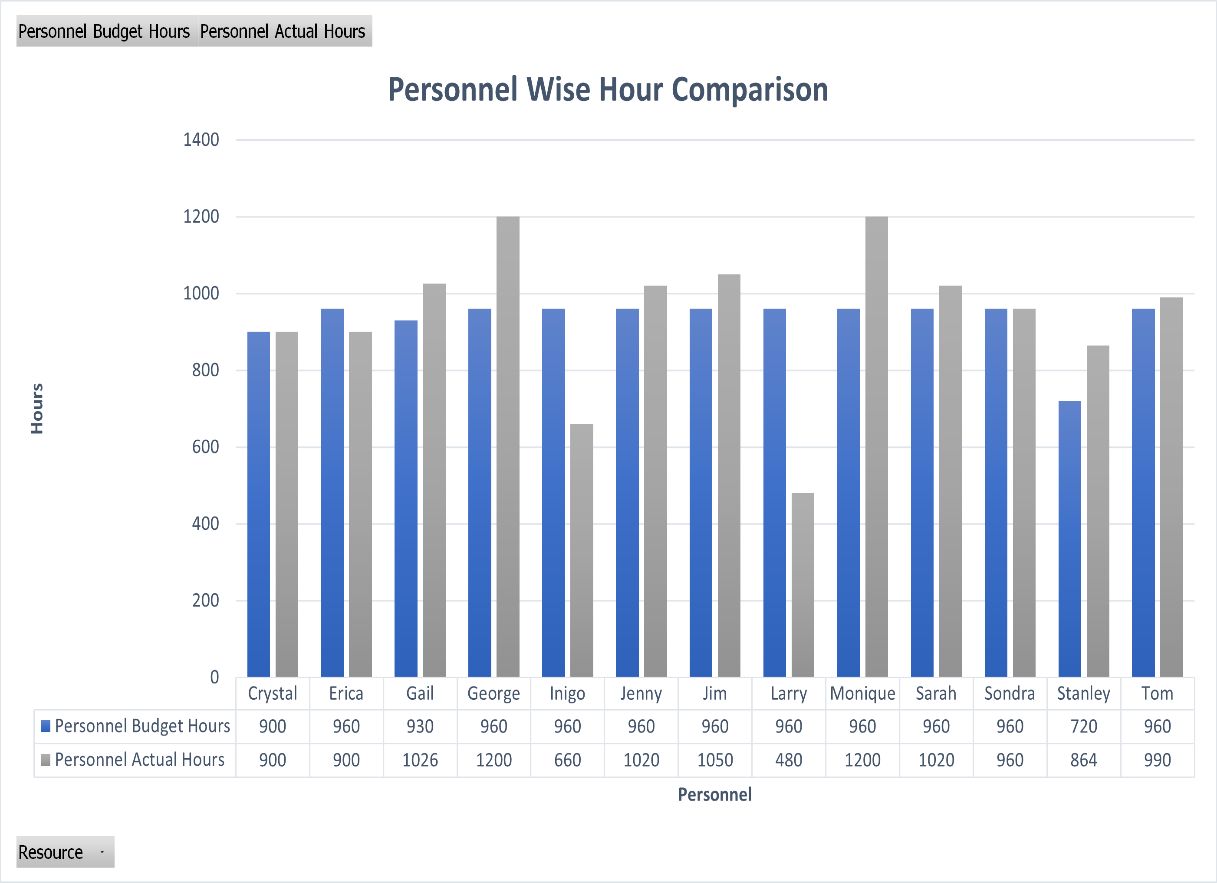 Personnel Budget Hours Personnel Actual Hours
Personnel Wise Hour Comparison
1400
1200
1000
800
600
400
200
0
Hours
Crystal Erica Gail George Inigo Jenny Jim Larry Monique Sarah Sondra Stanley Tom
Personnel Budget Hours 900 960 930 960 960 960 960 960 960 960 960 720 960
Personnel Actual Hours 900 900 1026 1200 660 1020 1050 480 1200 1020 960 864 990
Personnel
Resource